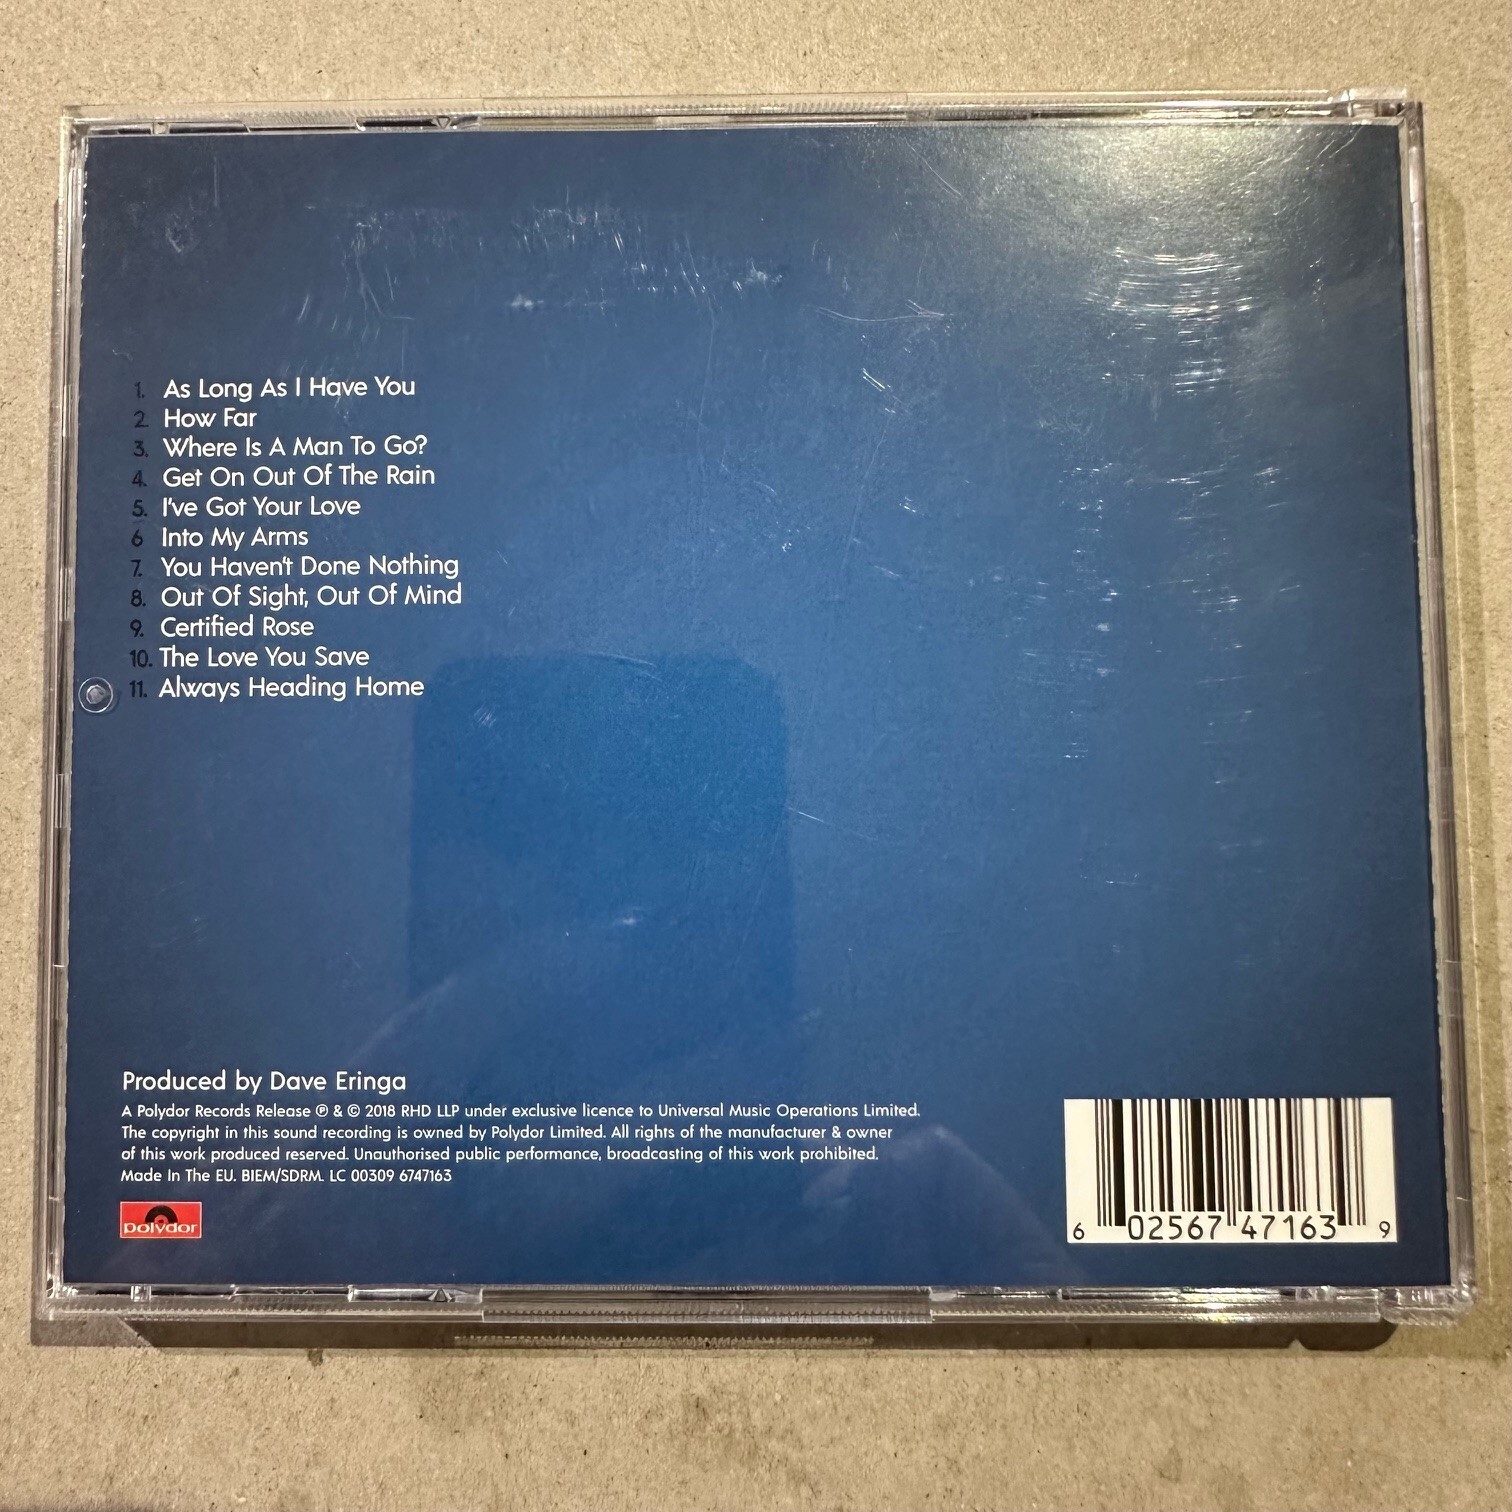 1. As Long As I Have You
2. How Far
3. Where Is A Man To Go?
4. Get On Out Of The Rain
5. I've Got Your Love
6 Into My Arms
7. You Haven't Done Nothing
8. Out Of Sight, Out Of Mind
9. Certified Rose
10. The Love You Save
11. Always Heading Home
Produced by Dave Eringa
A Polydor Records Release ℗ & © 2018 RHD LLP under exclusive licence to Universal Music Operations Limited.
The copyright in this sound recording is owned by Polydor Limited. All rights of the manufacturer & owner
of this work produced reserved. Unauthorised public performance, broadcasting of this work prohibited.
Made In The EU. BIEM/SDRM. LC 00309 6747163
polydor
6 02567 47163 9